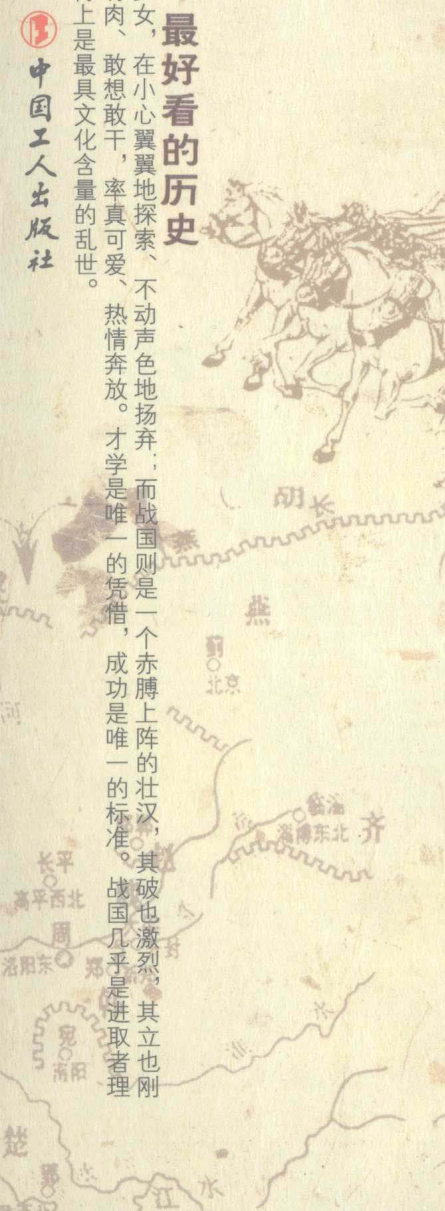 最好看的历史
女，在小心翼翼地探索、不动声色地扬弃；而战国则是一个赤膊上阵的壮汉，其破也激烈，其立也刚
肉、敢想敢干，率真可爱、热情奔放。才学是唯一的凭借，成功是唯一的标准。战国几乎是进取者理
上是最具文化含量的乱世。
中国工人出版社
胡
长
燕
燕
蓟
北京
临淄
淄博东北
齐
长平
高平西北
周
洛阳东
郑
宛
南阳
楚
江水